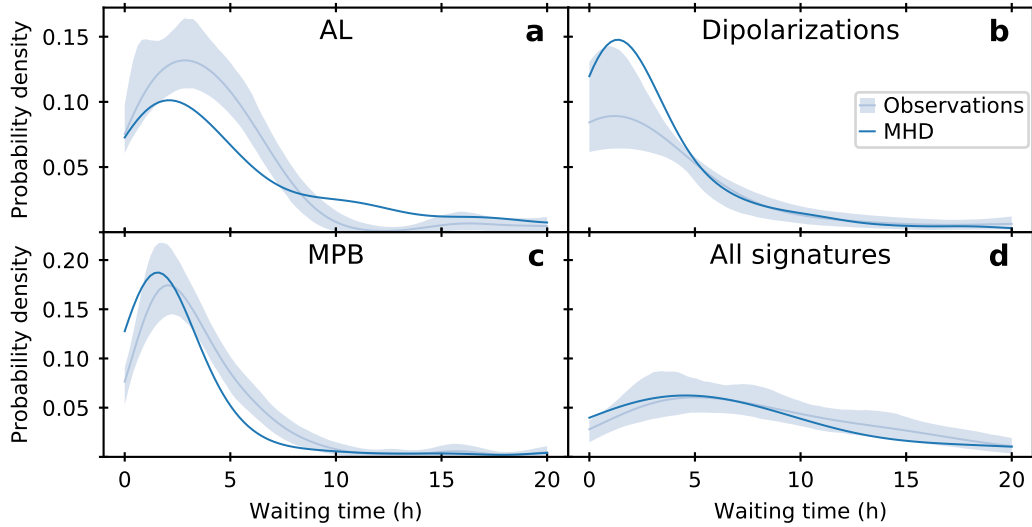 AL
a
Probability density
0.15
0.10
0.05
Dipolarizations
b
Observations
MHD
MPB
c
Probability density
0.20
0.15
0.10
0.05
0 5 10 15 20
Waiting time (h)
All signatures
d
0 5 10 15 20
Waiting time (h)